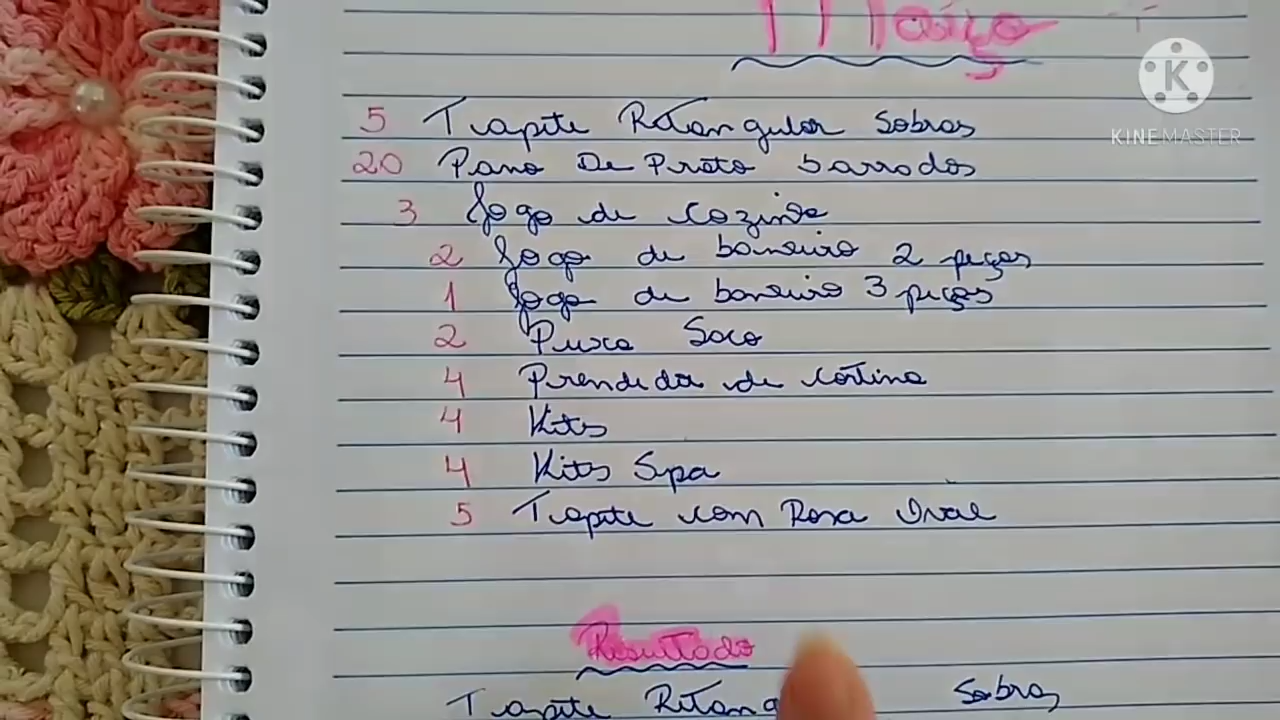 Março
KINEMASTER
5 Tapete Retangular Sobras
20 Pano De Prato barrados
3 Jogo de Cozinha
2 Jogo de banheiro 2 peças
1 Jogo de banheiro 3 peças
2 Puxa Saco
4 Prendedor de Cortina
4 Kits
4 Kits Spa
5 Tapete com Rosa Oval
Resultado
Tapete Sobras